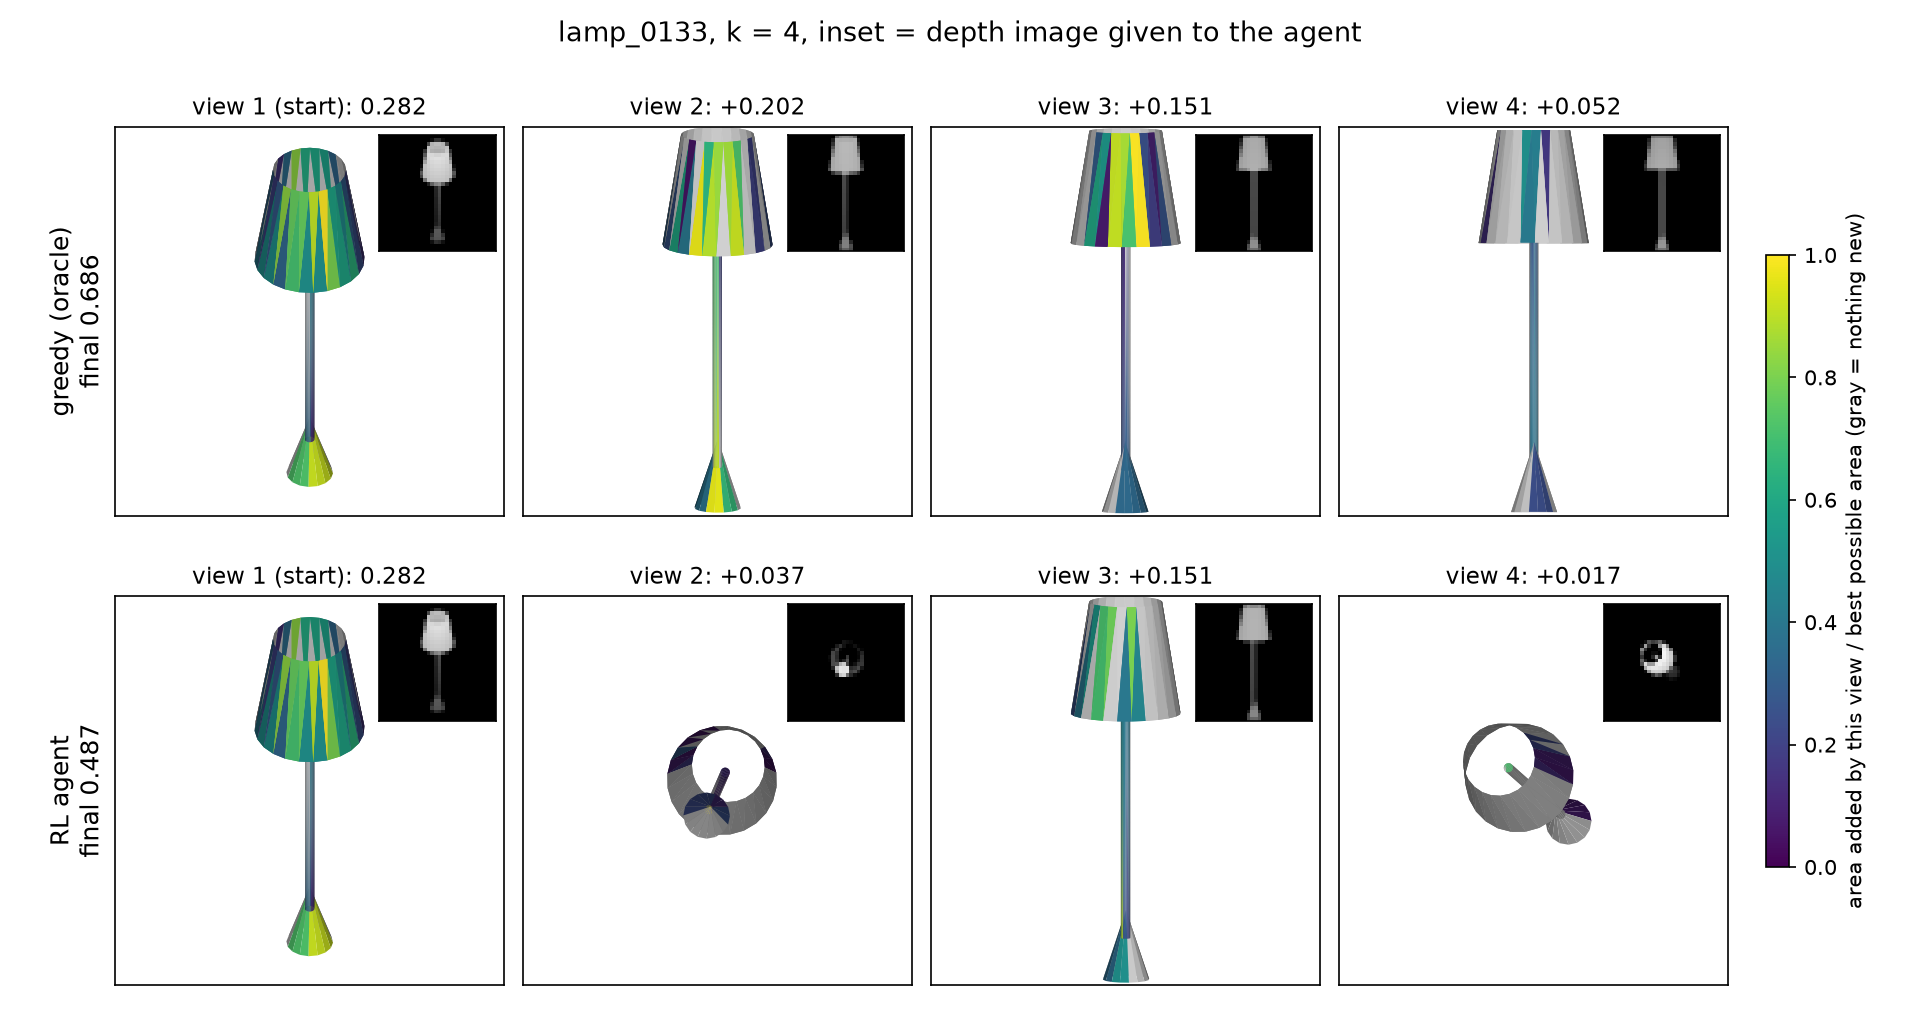 lamp_0133, k = 4, inset = depth image given to the agent
view 1 (start): 0.282
view 2: +0.202
view 3: +0.151
view 4: +0.052
greedy (oracle)
final 0.686
view 1 (start): 0.282
view 2: +0.037
view 3: +0.151
view 4: +0.017
RL agent
final 0.487
1.0
0.8
0.6
0.4
0.2
0.0
area added by this view / best possible area (gray = nothing new)